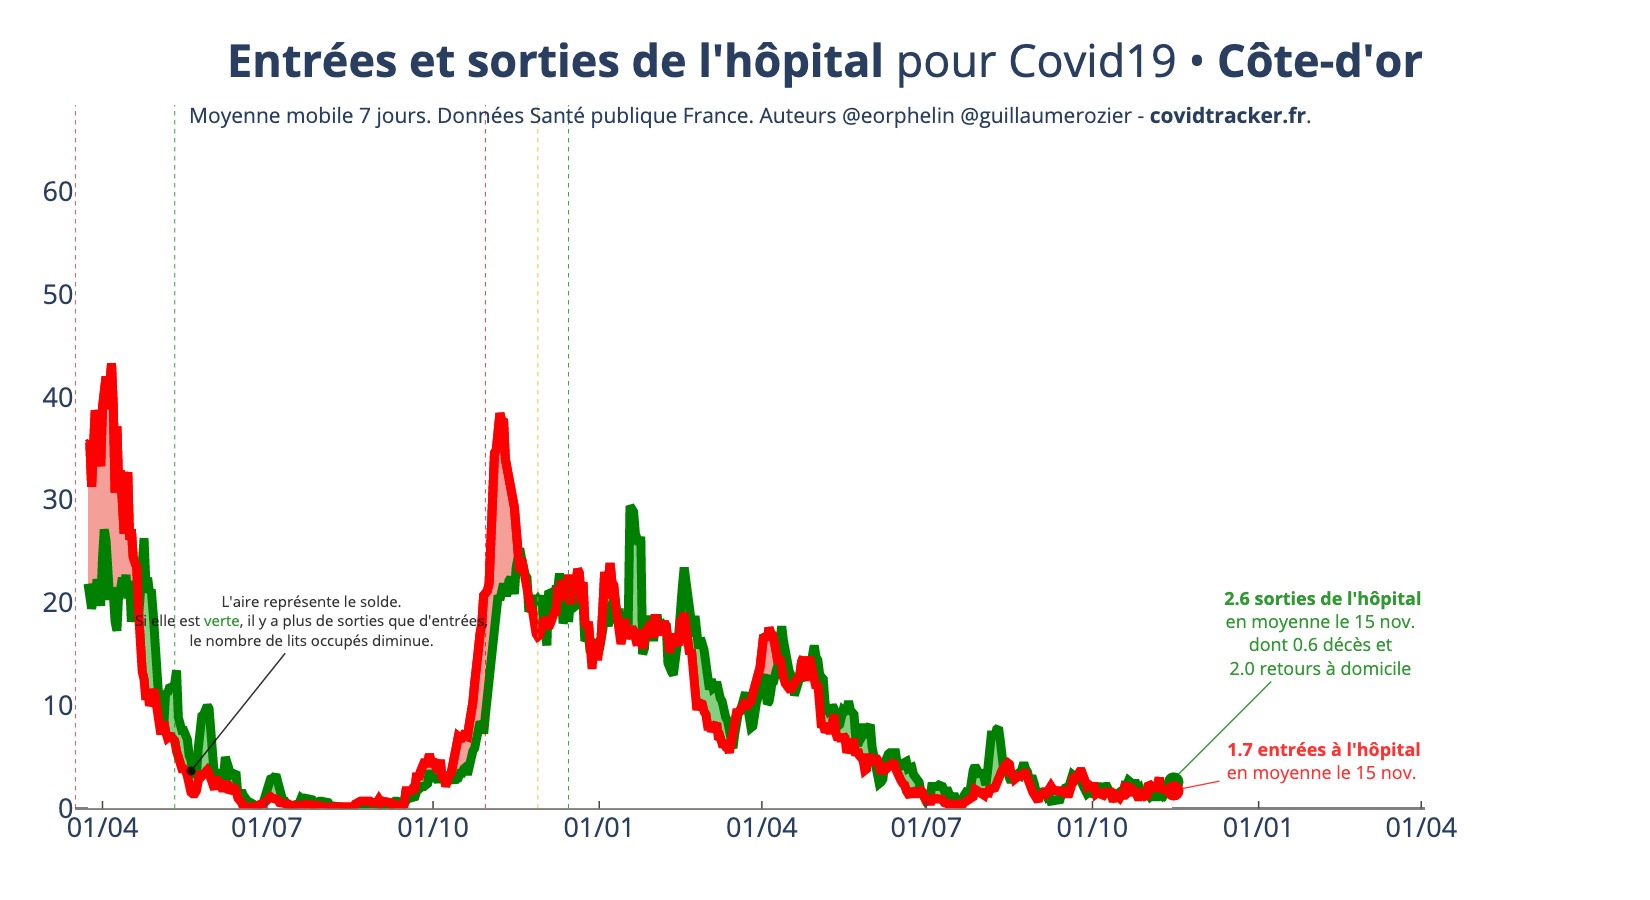 Entrées et sorties de l'hôpital pour Covid19 • Côte-d'or
Moyenne mobile 7 jours. Données Santé publique France. Auteurs @eorphelin @guillaumerozier - covidtracker.fr.
60
50
40
30
20
10
0
L'aire représente le solde.
Si elle est verte, il y a plus de sorties que d'entrées,
le nombre de lits occupés diminue.
2.6 sorties de l'hôpital
en moyenne le 15 nov.
dont 0.6 décès et
2.0 retours à domicile
1.7 entrées à l'hôpital
en moyenne le 15 nov.
01/04 01/07 01/10 01/01 01/04 01/07 01/10 01/01 01/04